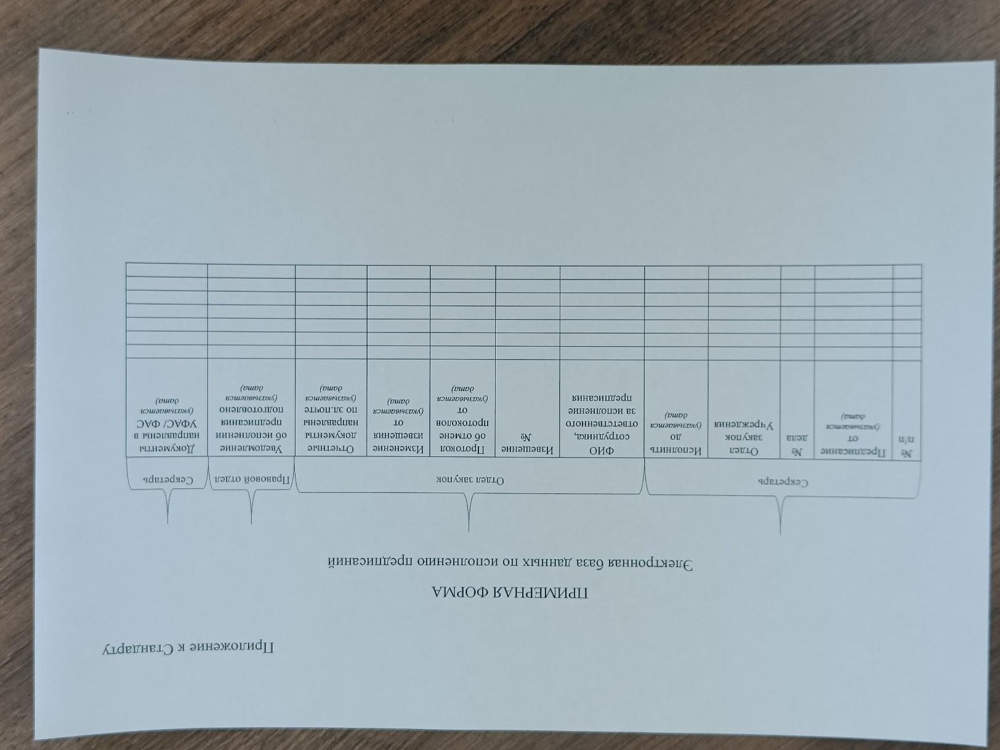 Приложение к Стандарту
ПРИМЕРНАЯ ФОРМА
Электронная база данных по исполнению предписаний
Секретарь
Отдел закупок
Правовой отдел
Секретарь
№
п/п
Предписание
от
(указывается
дата)
№
дела
Отдел
закупок
Учреждения
Исполнить
до
(указывается
дата)
ФИО
сотрудника,
ответственного
за исполнение
предписания
Извещение
№
Протокол
об отмене
протоколов
от
(указывается
дата)
Изменение
извещения
от
(указывается
дата)
Отчетные
документы
направлены
по эл.почте
(указывается
дата)
Уведомление
об исполнении
предписания
подготовлено
(указывается
дата)
Документы
направлены в
УФАС/ ФАС
(указывается
дата)